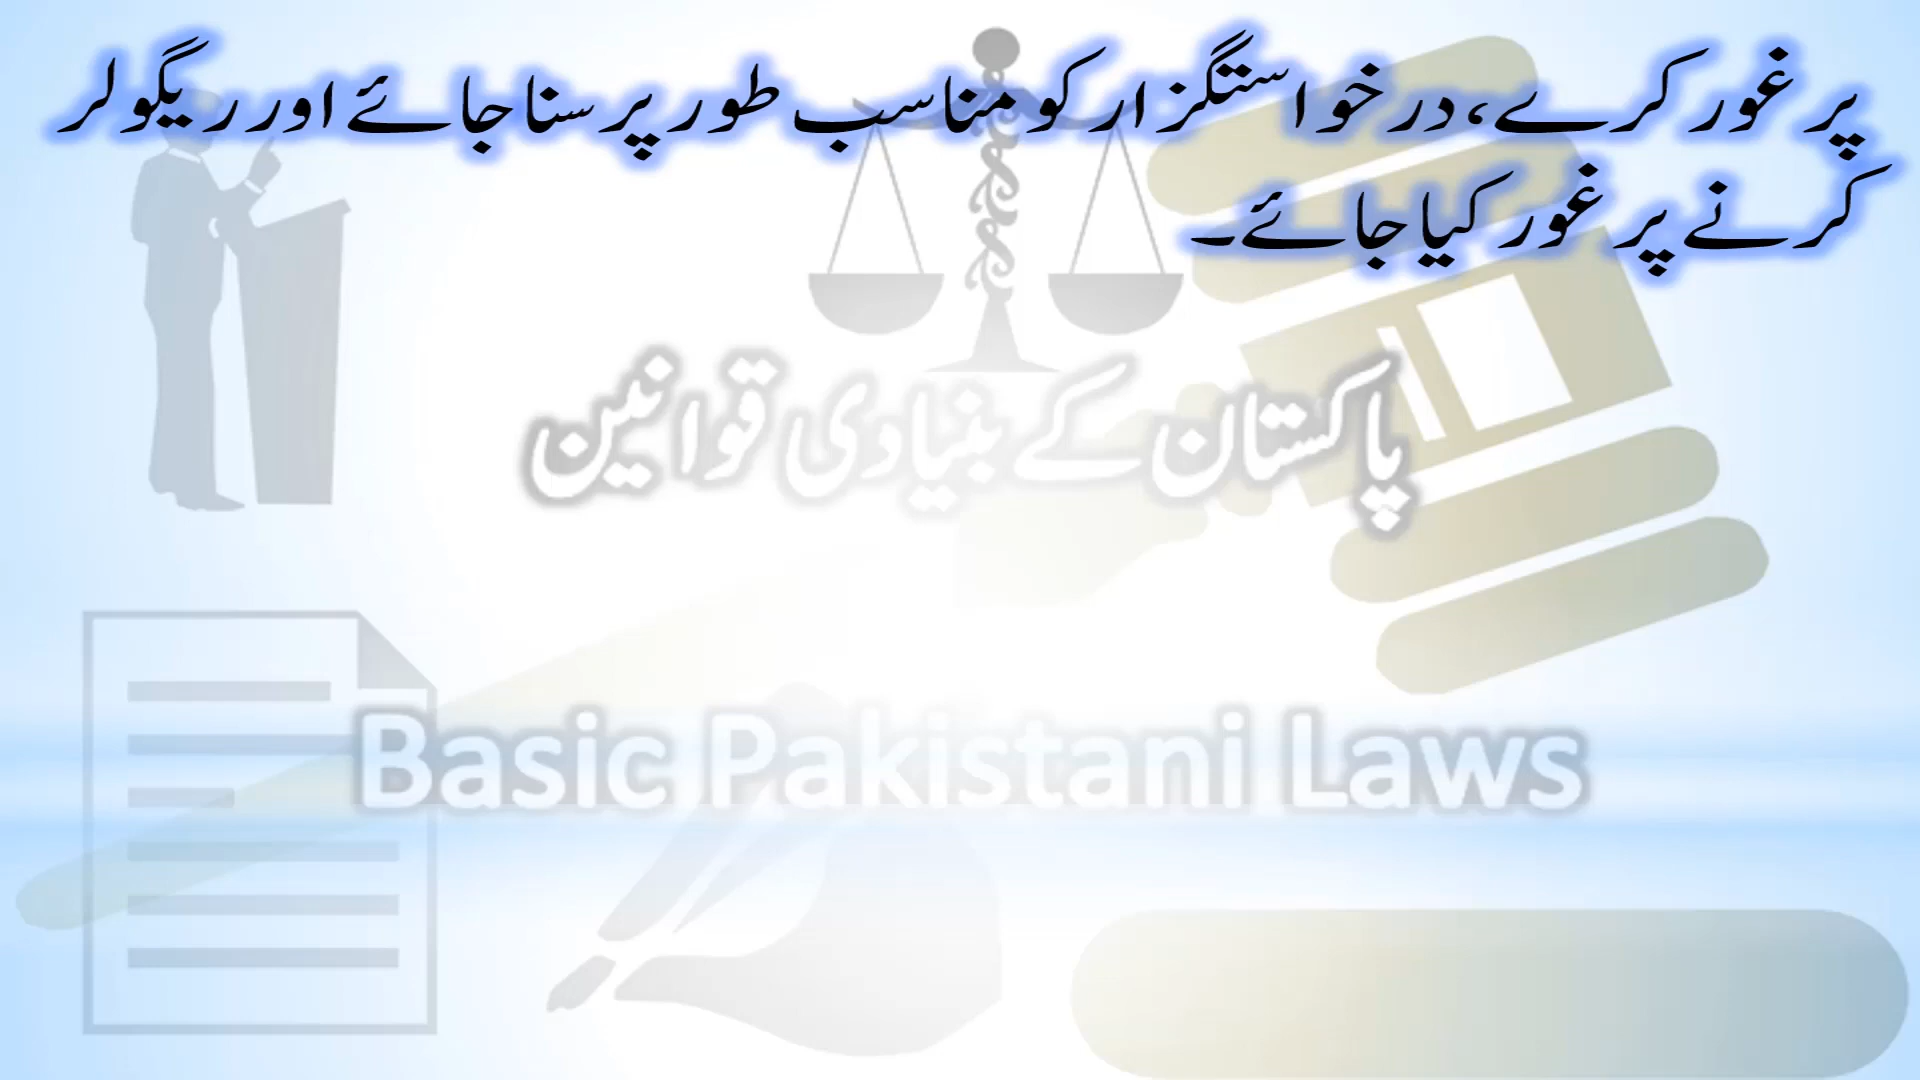 پر غور کرے، درخواستگزار کو مناسب طور پر سنا جائے اور ریگولر
کرنے پر غور کیا جائے۔
پاکستان کے بنیادی قوانین
Basic Pakistani Laws